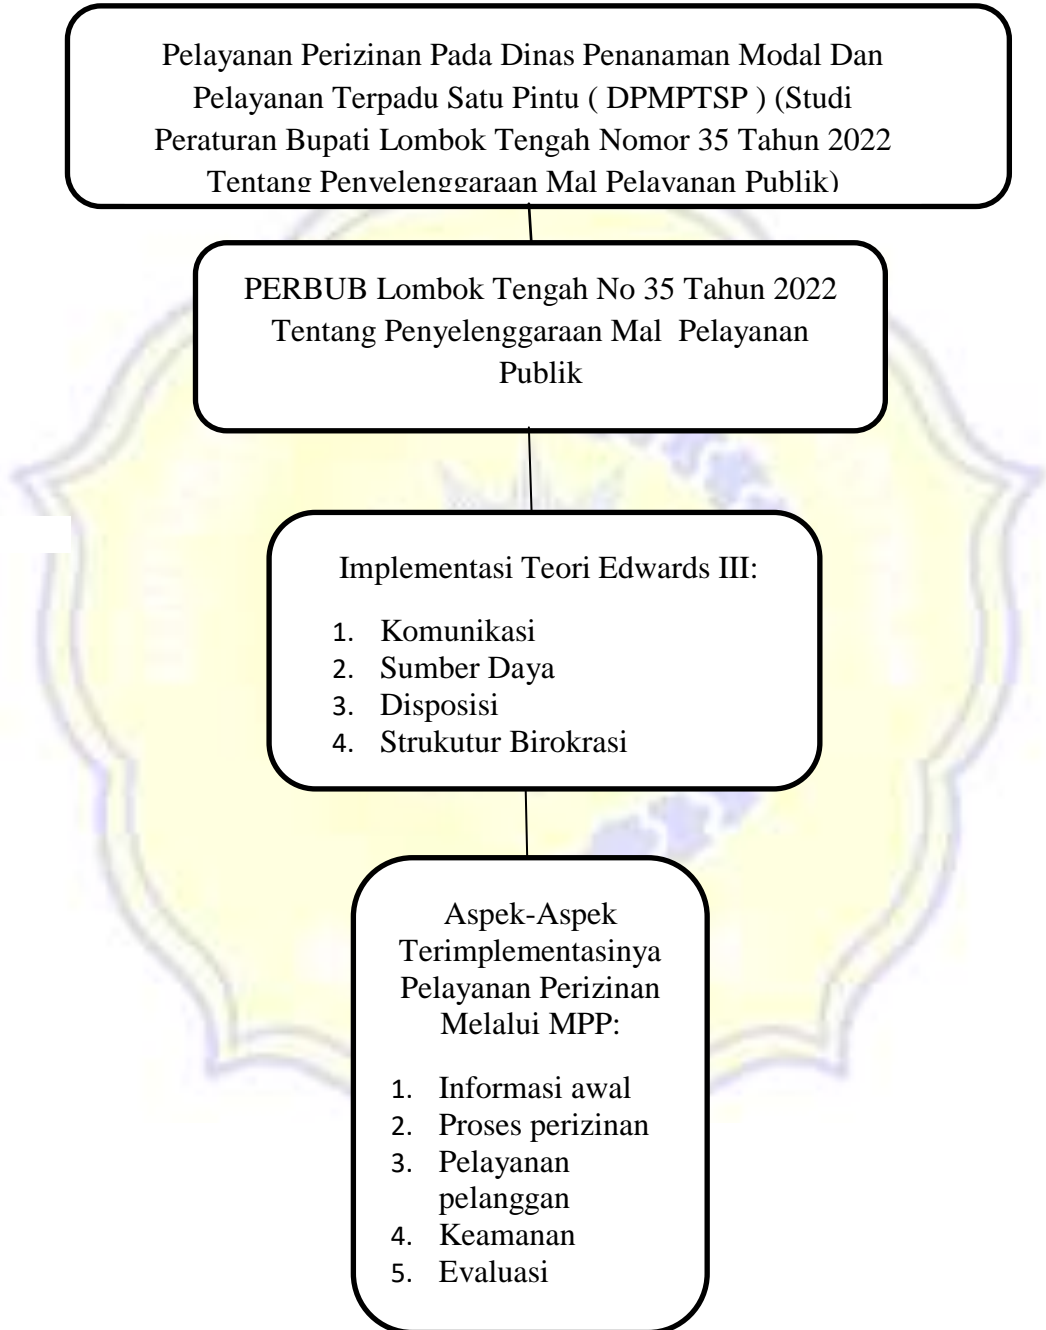 Pelayanan Perizinan Pada Dinas Penanaman Modal Dan
Pelayanan Terpadu Satu Pintu ( DPMPTSP ) (Studi
Peraturan Bupati Lombok Tengah Nomor 35 Tahun 2022
Tentang Penyelenggaraan Mal Pelayanan Publik)
PERBUB Lombok Tengah No 35 Tahun 2022
Tentang Penyelenggaraan Mal  Pelayanan
Publik
Implementasi Teori Edwards III:
1. Komunikasi
2. Sumber Daya
3. Disposisi
4. Strukutur Birokrasi
Aspek-Aspek
Terimplementasinya
Pelayanan Perizinan
Melalui MPP:
1. Informasi awal
2. Proses perizinan
3. Pelayanan
pelanggan
4. Keamanan
5. Evaluasi